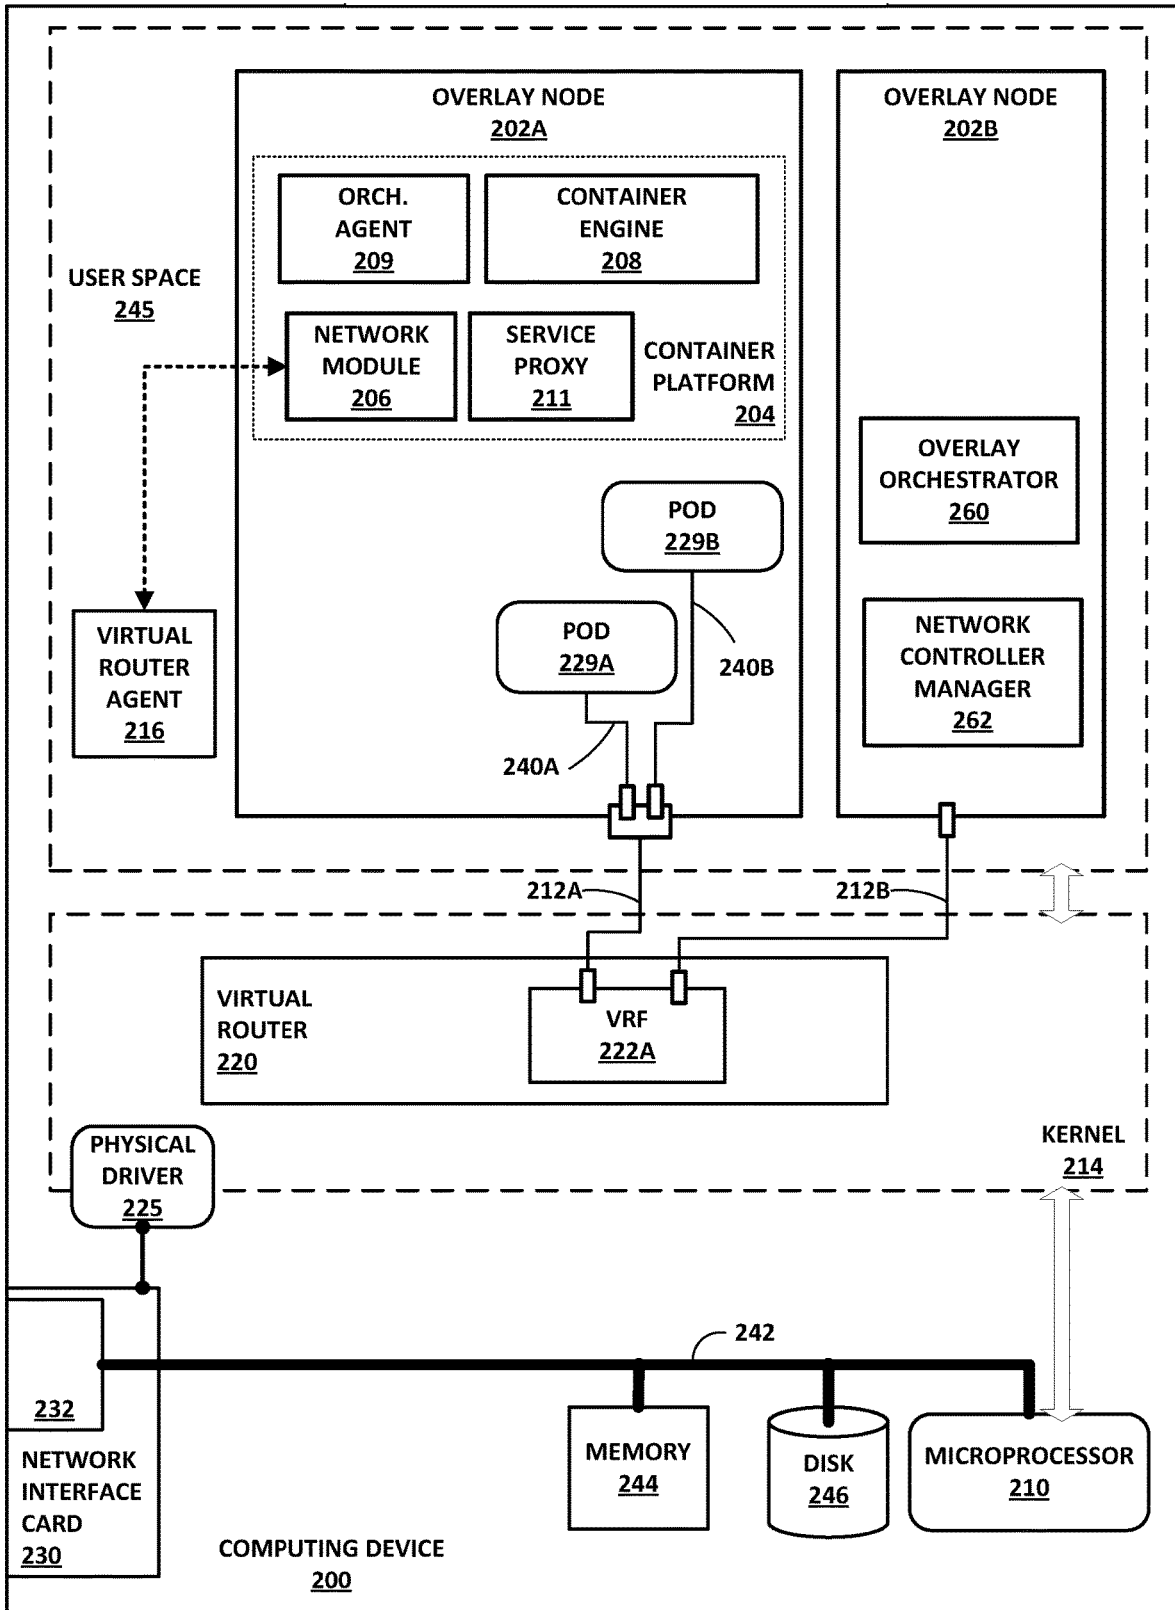 OVERLAY NODE
202A
OVERLAY NODE
202B
ORCH.
AGENT
209
CONTAINER
ENGINE
208
USER SPACE
245
NETWORK
MODULE
206
SERVICE
PROXY
211
CONTAINER
PLATFORM
204
OVERLAY
ORCHESTRATOR
260
POD
229B
POD
229A
240B
240A
VIRTUAL
ROUTER
AGENT
216
NETWORK
CONTROLLER
MANAGER
262
212A
212B
VIRTUAL
ROUTER
220
VRF
222A
KERNEL
214
PHYSICAL
DRIVER
225
242
232
NETWORK
INTERFACE
CARD
230
MEMORY
244
DISK
246
MICROPROCESSOR
210
COMPUTING DEVICE
200